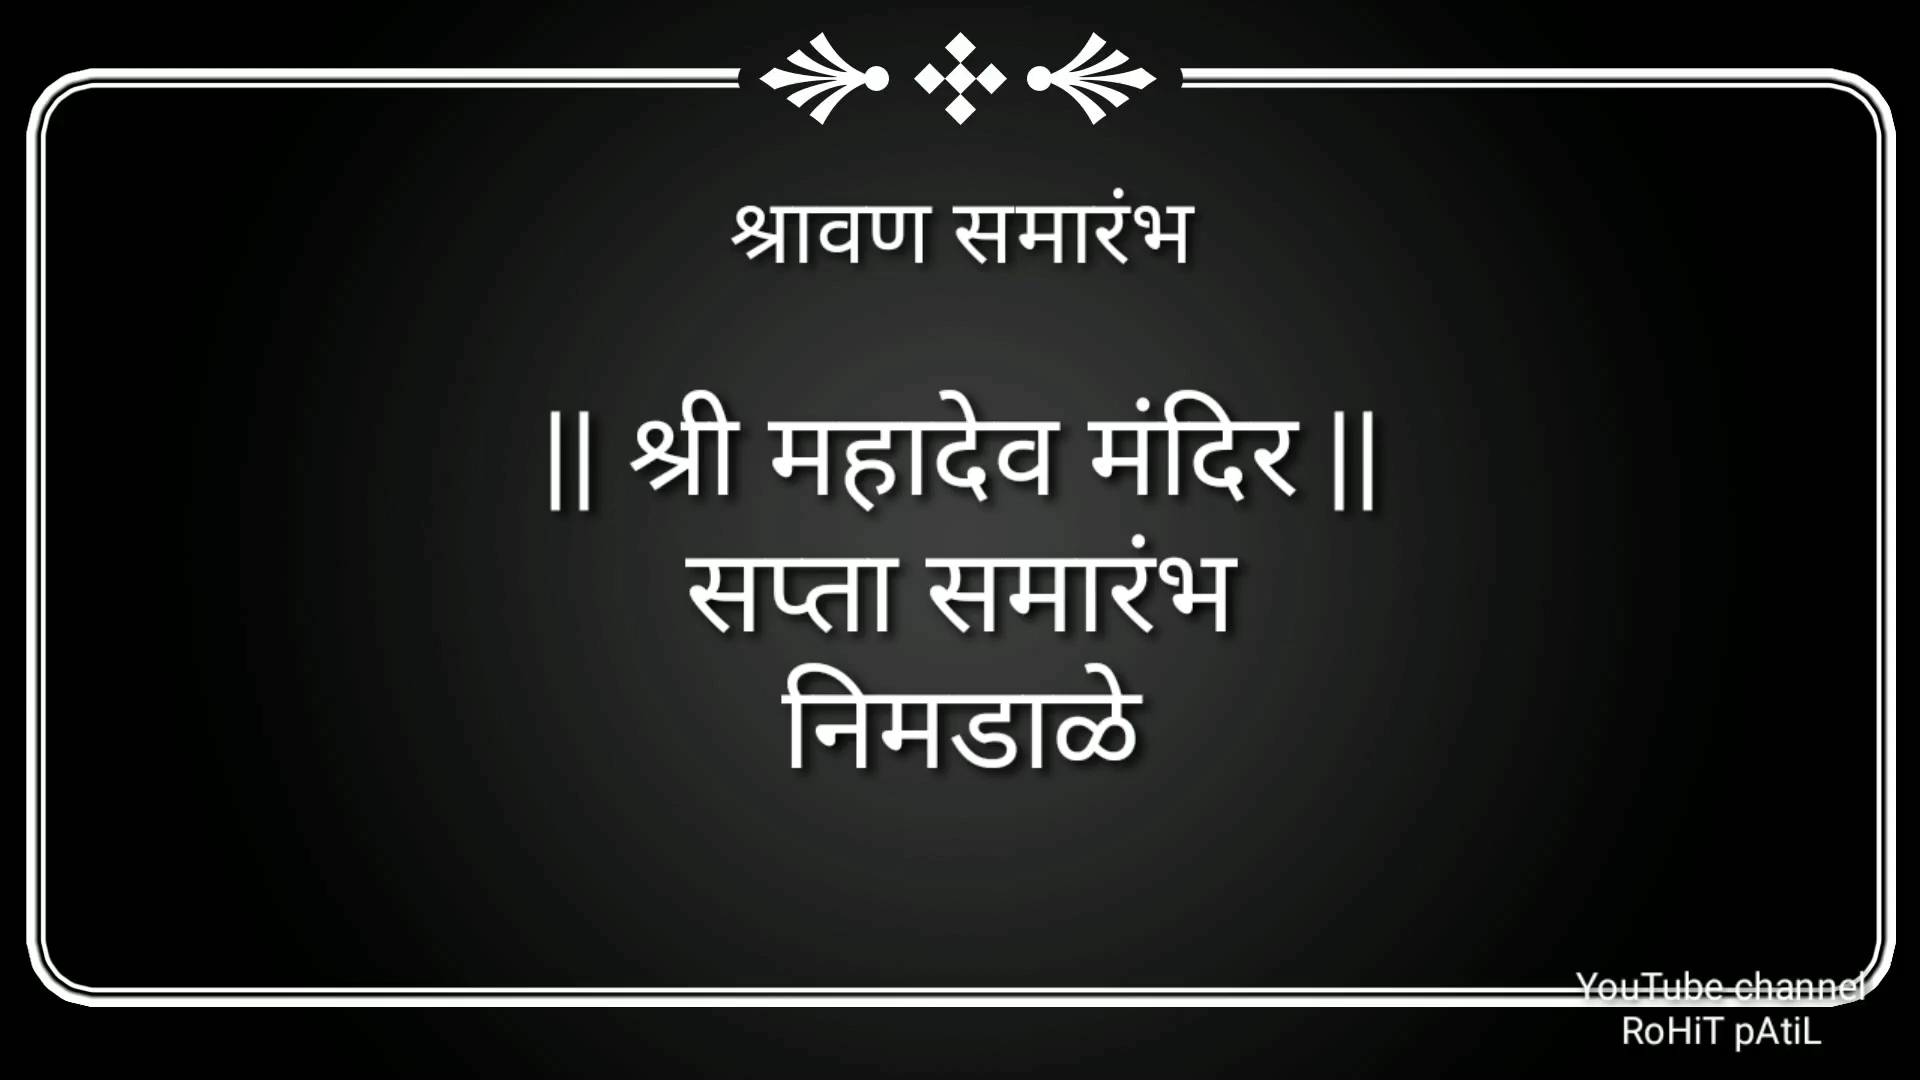 श्रावण समारंभ
|| श्री महादेव मंदिर ||
सप्ता समारंभ
निमडाळे
YouTube channel
RoHiT pAtiL